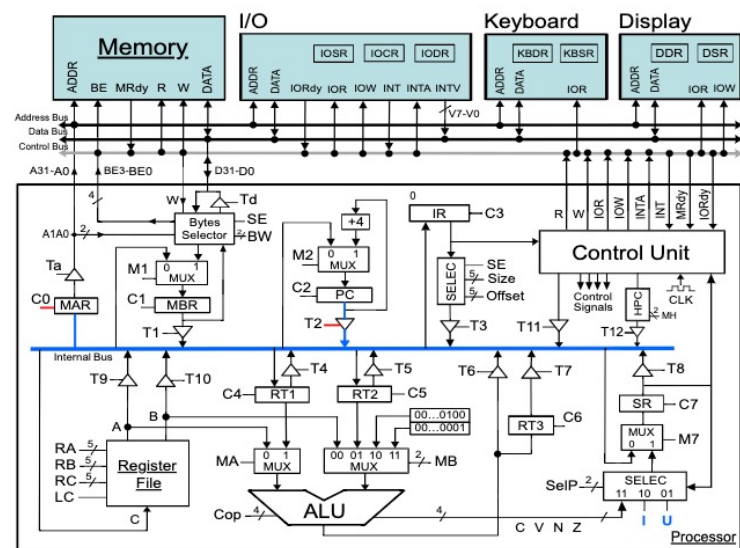 I/O Keyboard Display
Memory IOSR IOCR IODR KBDR KBSR DDR DSR
ADDR BE MRdy R W DATA ADDR DATA IORdy IOR IOW INT INTA INTV ADDR DATA IOR ADDR DATA IOR IOW
V7-V0
Address Bus
Data Bus
Control Bus
A31-A0 BE3-BE0 D31-D0
4 W Td R W IOR IOW INTA INT MRdy IORdy
+4 0 IR C3
A1A0 2 Bytes Selector SE 2 BW Control Unit
Ta M1 0 1 MUX M2 0 1 MUX SELEC SE 5 Size 5 Offset Control Signals HPC 2 MH CLK
C0 MAR C1 MBR C2 PC
T1 T2 T3 T11 T12
Internal Bus
T9 T10 T4 T5 T6 T7 T8
C4 RT1 RT2 C5 SR C7
A B 00...0100 RT3 C6 MUX 0 1 M7
00...0001
RA 5 RB 5 RC 5 LC Register File MA 0 1 MUX 00 01 10 11 MUX 2 MB
SelP 2 SELEC 11 10 01
C Cop 4 ALU 4 C V N Z I U
Processor